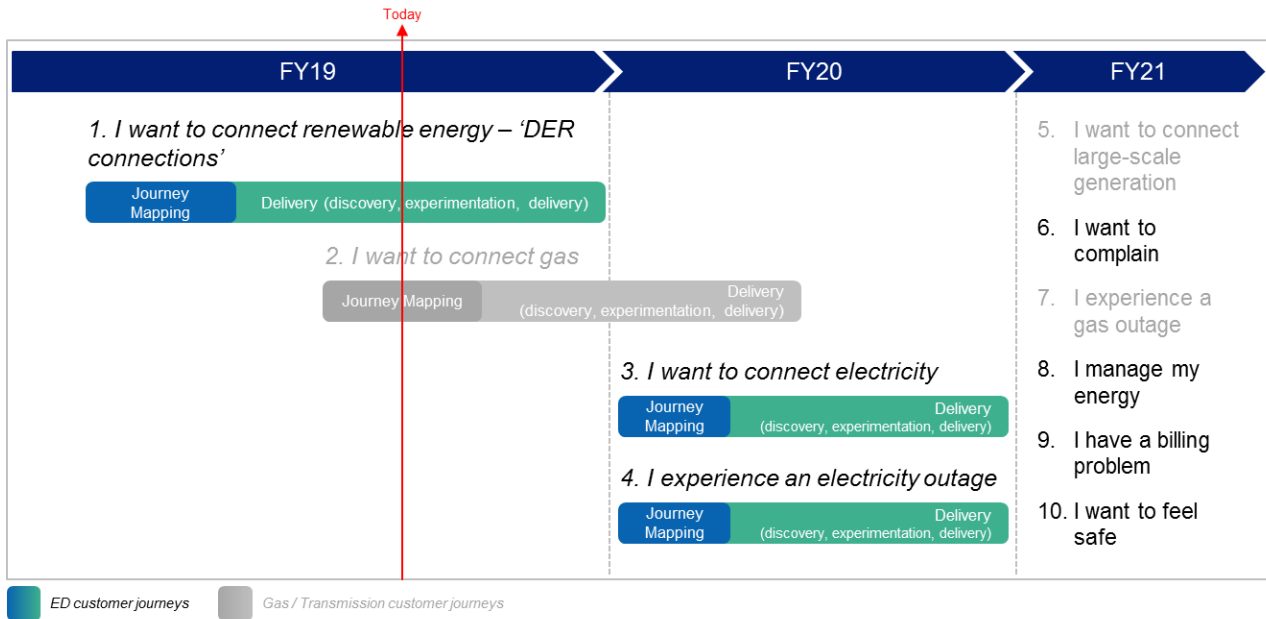 Today
FY19
FY20
FY21
1. I want to connect renewable energy – ‘DER
connections’
Journey
Mapping
Delivery (discovery, experimentation, delivery)
2. I want to connect gas
Journey Mapping
Delivery
(discovery, experimentation, delivery)
3. I want to connect electricity
Journey
Mapping
Delivery
(discovery, experimentation, delivery)
4. I experience an electricity outage
Journey
Mapping
Delivery
(discovery, experimentation, delivery)
5. I want to connect
large-scale
generation
6. I want to
complain
7. I experience a
gas outage
8. I manage my
energy
9. I have a billing
problem
10. I want to feel
safe
ED customer journeys
Gas / Transmission customer journeys